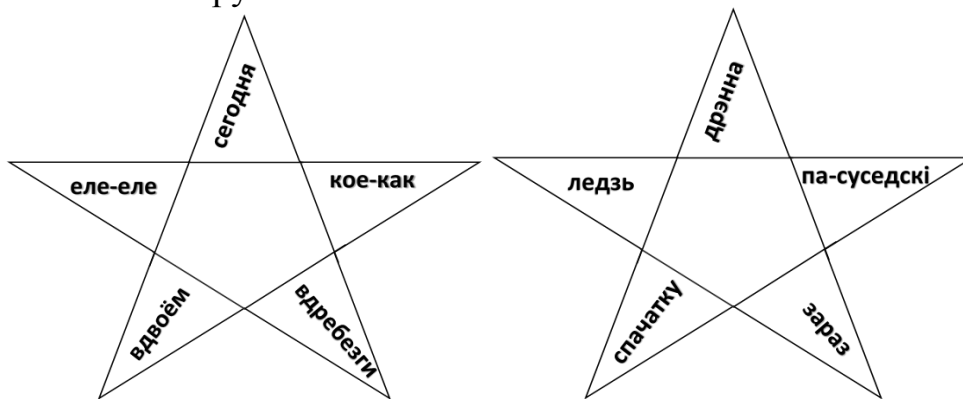 сегодня
еле-еле
кое-как
вдвоём
вдребезги
дрэнна
ледзь
па-суседскі
спачатку
зараз